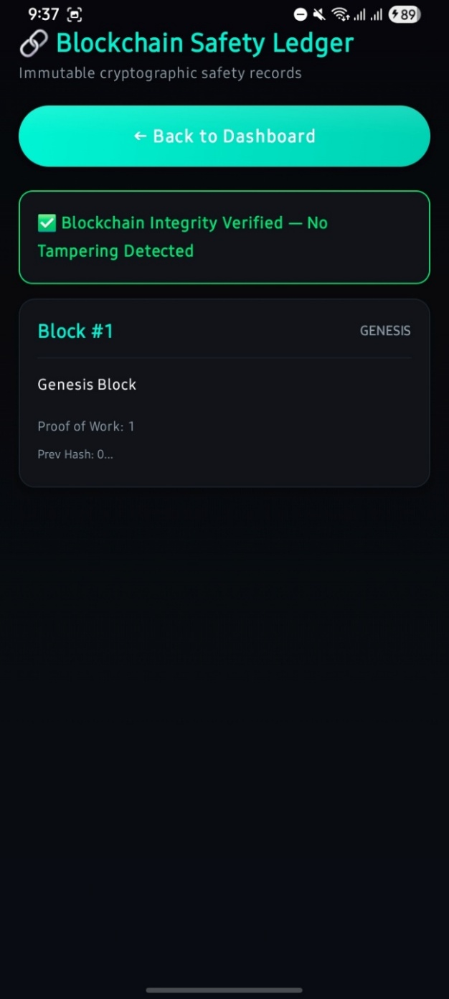 9:37
89
🔗 Blockchain Safety Ledger
Immutable cryptographic safety records
← Back to Dashboard
✅ Blockchain Integrity Verified — No
Tampering Detected
Block #1
GENESIS
Genesis Block
Proof of Work: 1
Prev Hash: 0...